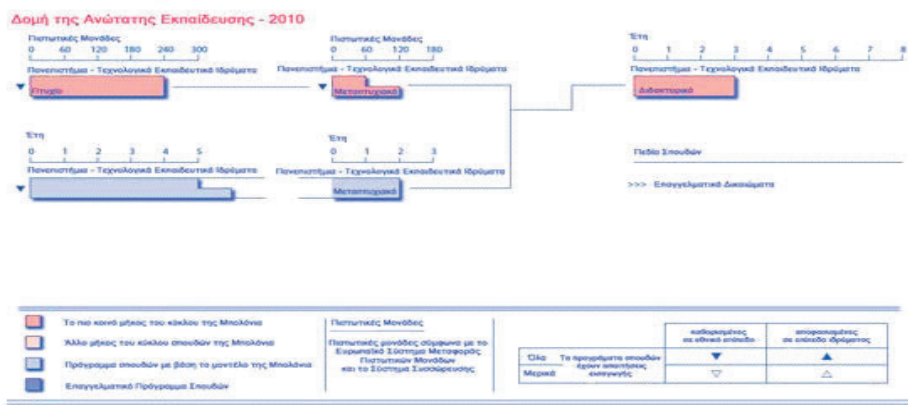 Δομή της Ανώτατης Εκπαίδευσης - 2010
Πιστωτικές Μονάδες
0 60 120 180 240 300
Πανεπιστήμια - Τεχνολογικά Εκπαιδευτικά Ιδρύματα
Πτυχίο
Πιστωτικές Μονάδες
0 60 120 180
Πανεπιστήμια - Τεχνολογικά Εκπαιδευτικά Ιδρύματα
Μεταπτυχιακό
Έτη
0 1 2 3 4 5 6 7 8
Πανεπιστήμια - Τεχνολογικά Εκπαιδευτικά Ιδρύματα
Διδακτορικό
Έτη
0 1 2 3 4 5
Πανεπιστήμια - Τεχνολογικά Εκπαιδευτικά Ιδρύματα
Έτη
0 1 2 3
Πανεπιστήμια - Τεχνολογικά Εκπαιδευτικά Ιδρύματα
Μεταπτυχιακό
Πεδίο Σπουδών
>>> Επαγγελματικά Δικαιώματα
Το πιο κοινό μήκος του κύκλου της Μπολόνια
Άλλο μήκος του κύκλου σπουδών της Μπολόνια
Πρόγραμμα σπουδών με βάση το μοντέλο της Μπολόνια
Επαγγελματικό Πρόγραμμα Σπουδών
Πιστωτικές Μονάδες
Πιστωτικές μονάδες σύμφωνα με το
Ευρωπαϊκό Σύστημα Μεταφοράς
Πιστωτικών Μονάδων
και το Σύστημα Συσσώρευσης
καθορισμένες
σε εθνικό επίπεδο
αποφασισμένες
σε επίπεδο ιδρύματος
Όλα
Μερικά
Τα προγράματα σπουδών
έχουν απαιτήσεις
εισαγωγής